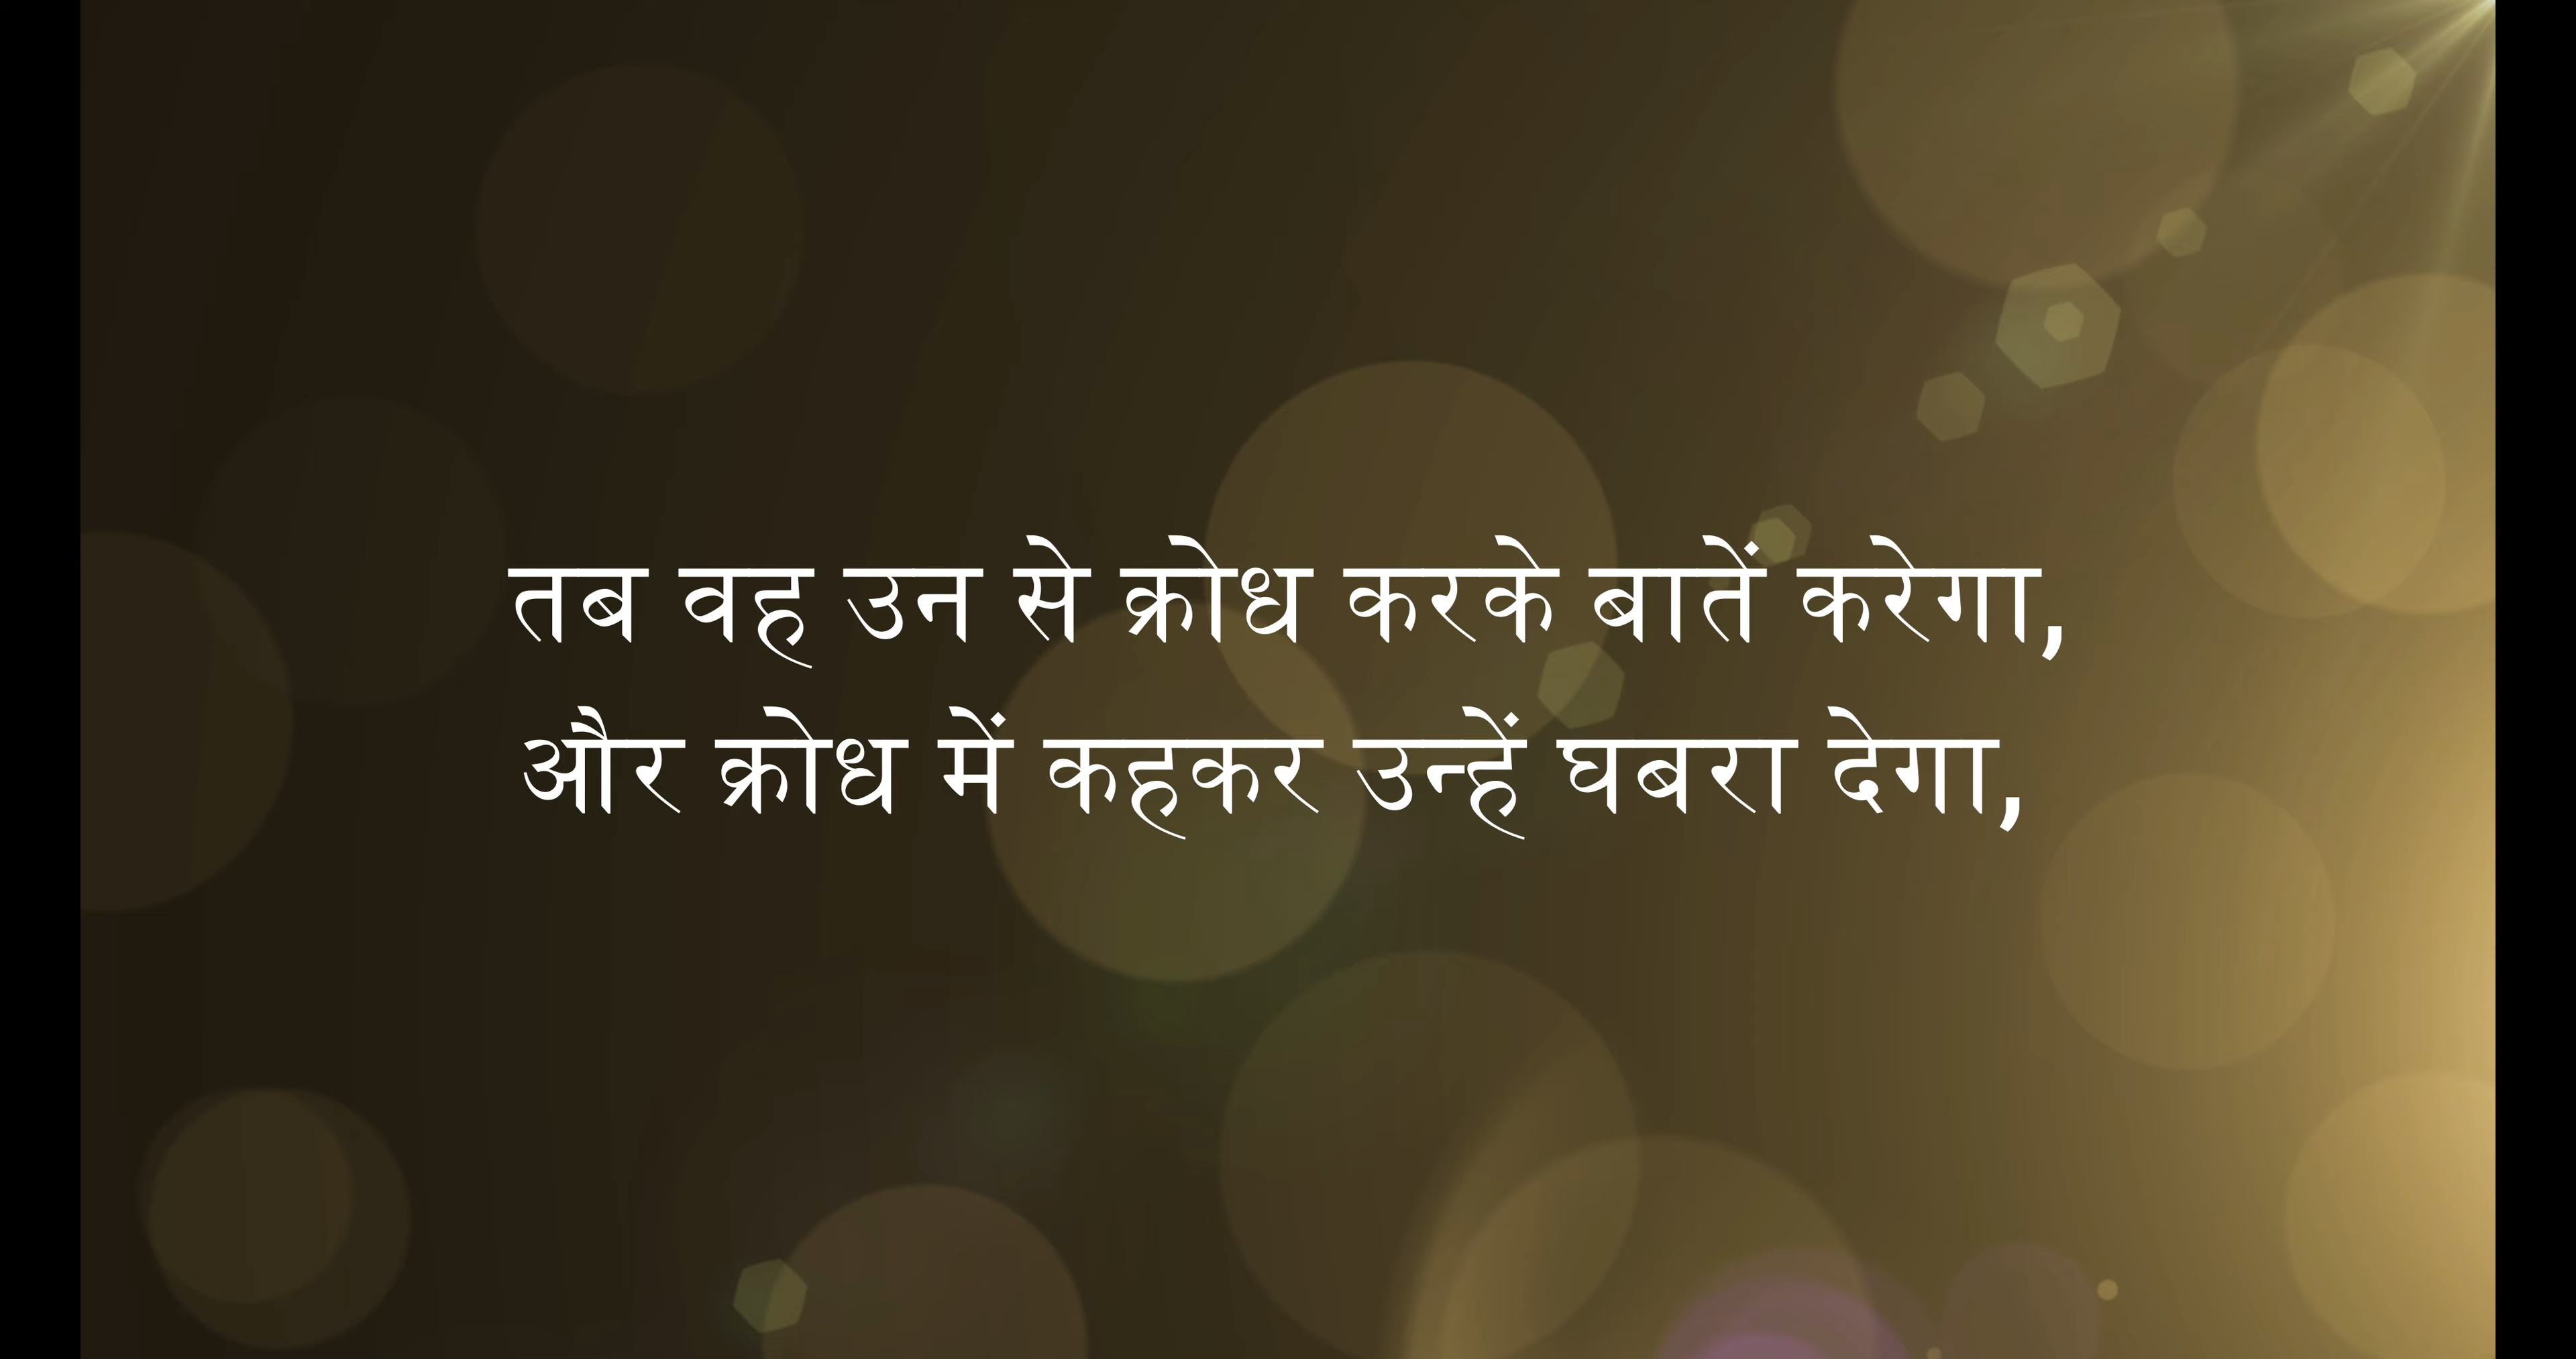 तब वह उन से क्रोध करके बातें करेगा,
और क्रोध में कहकर उन्हें घबरा देगा,